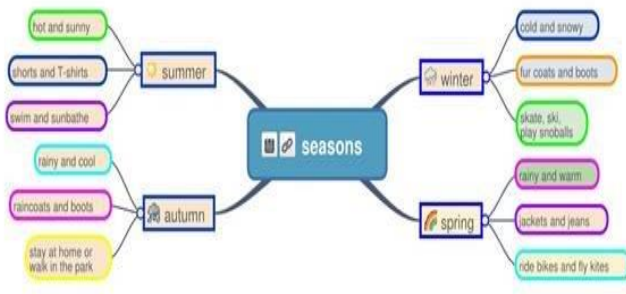 seasons
summer
hot and sunny
shorts and T-shirts
swim and sunbathe
autumn
rainy and cool
raincoats and boots
stay at home or
walk in the park
winter
cold and snowy
fur coats and boots
skate, ski,
play snoballs
spring
rainy and warm
jackets and jeans
ride bikes and fly kites